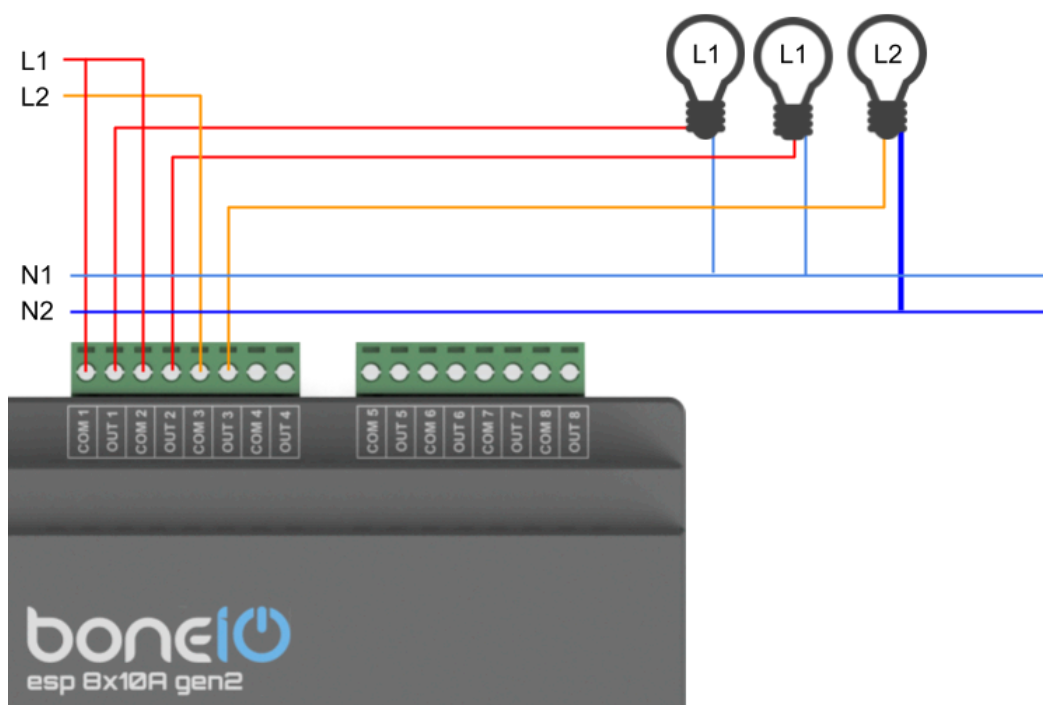 L1
L2
L1
L1
L2
N1
N2
COM 1
OUT 1
COM 2
OUT 2
COM 3
OUT 3
COM 4
OUT 4
COM 5
OUT 5
COM 6
OUT 6
COM 7
OUT 7
COM 8
OUT 8
boneio
esp 8x10A gen2